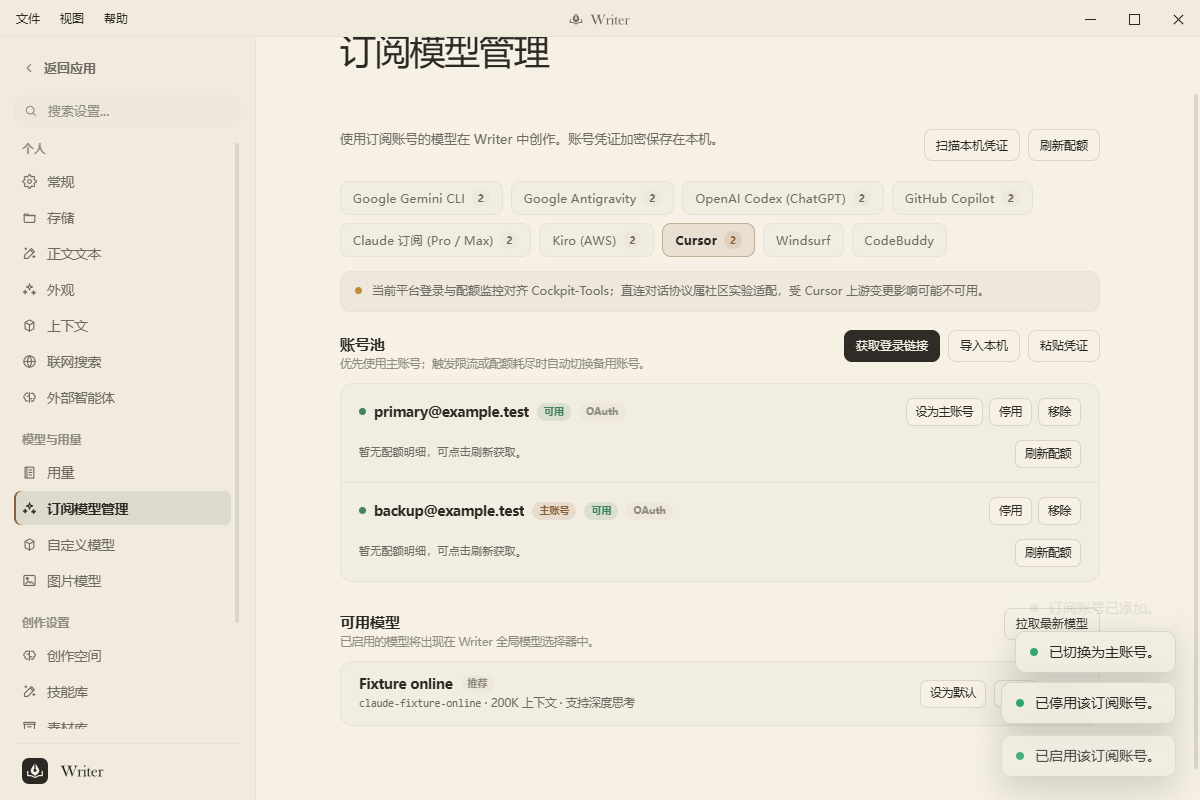 文件 视图 帮助
Writer
返回应用
搜索设置...
个人
常规
存储
正文文本
外观
上下文
联网搜索
外部智能体
模型与用量
用量
订阅模型管理
自定义模型
图片模型
创作设置
创作空间
技能库
素材库
Writer
订阅模型管理
使用订阅账号的模型在 Writer 中创作。账号凭证加密保存在本机。
扫描本机凭证 刷新配额
Google Gemini CLI 2 Google Antigravity 2 OpenAI Codex (ChatGPT) 2 GitHub Copilot 2
Claude 订阅 (Pro / Max) 2 Kiro (AWS) 2 Cursor 2 Windsurf CodeBuddy
当前平台登录与配额监控对齐 Cockpit-Tools；直连对话协议属社区实验适配，受 Cursor 上游变更影响可能不可用。
账号池
优先使用主账号；触发限流或配额耗尽时自动切换备用账号。
获取登录链接 导入本机 粘贴凭证
primary@example.test 可用 OAuth 设为主账号 停用 移除
暂无配额明细，可点击刷新获取。 刷新配额
backup@example.test 主账号 可用 OAuth 停用 移除
暂无配额明细，可点击刷新获取。 刷新配额
订阅账号已添加。
可用模型
已启用的模型将出现在 Writer 全局模型选择器中。
拉取最新模型
已切换为主账号。
Fixture online 推荐
claude-fixture-online · 200K 上下文 · 支持深度思考
设为默认
已停用该订阅账号。
已启用该订阅账号。